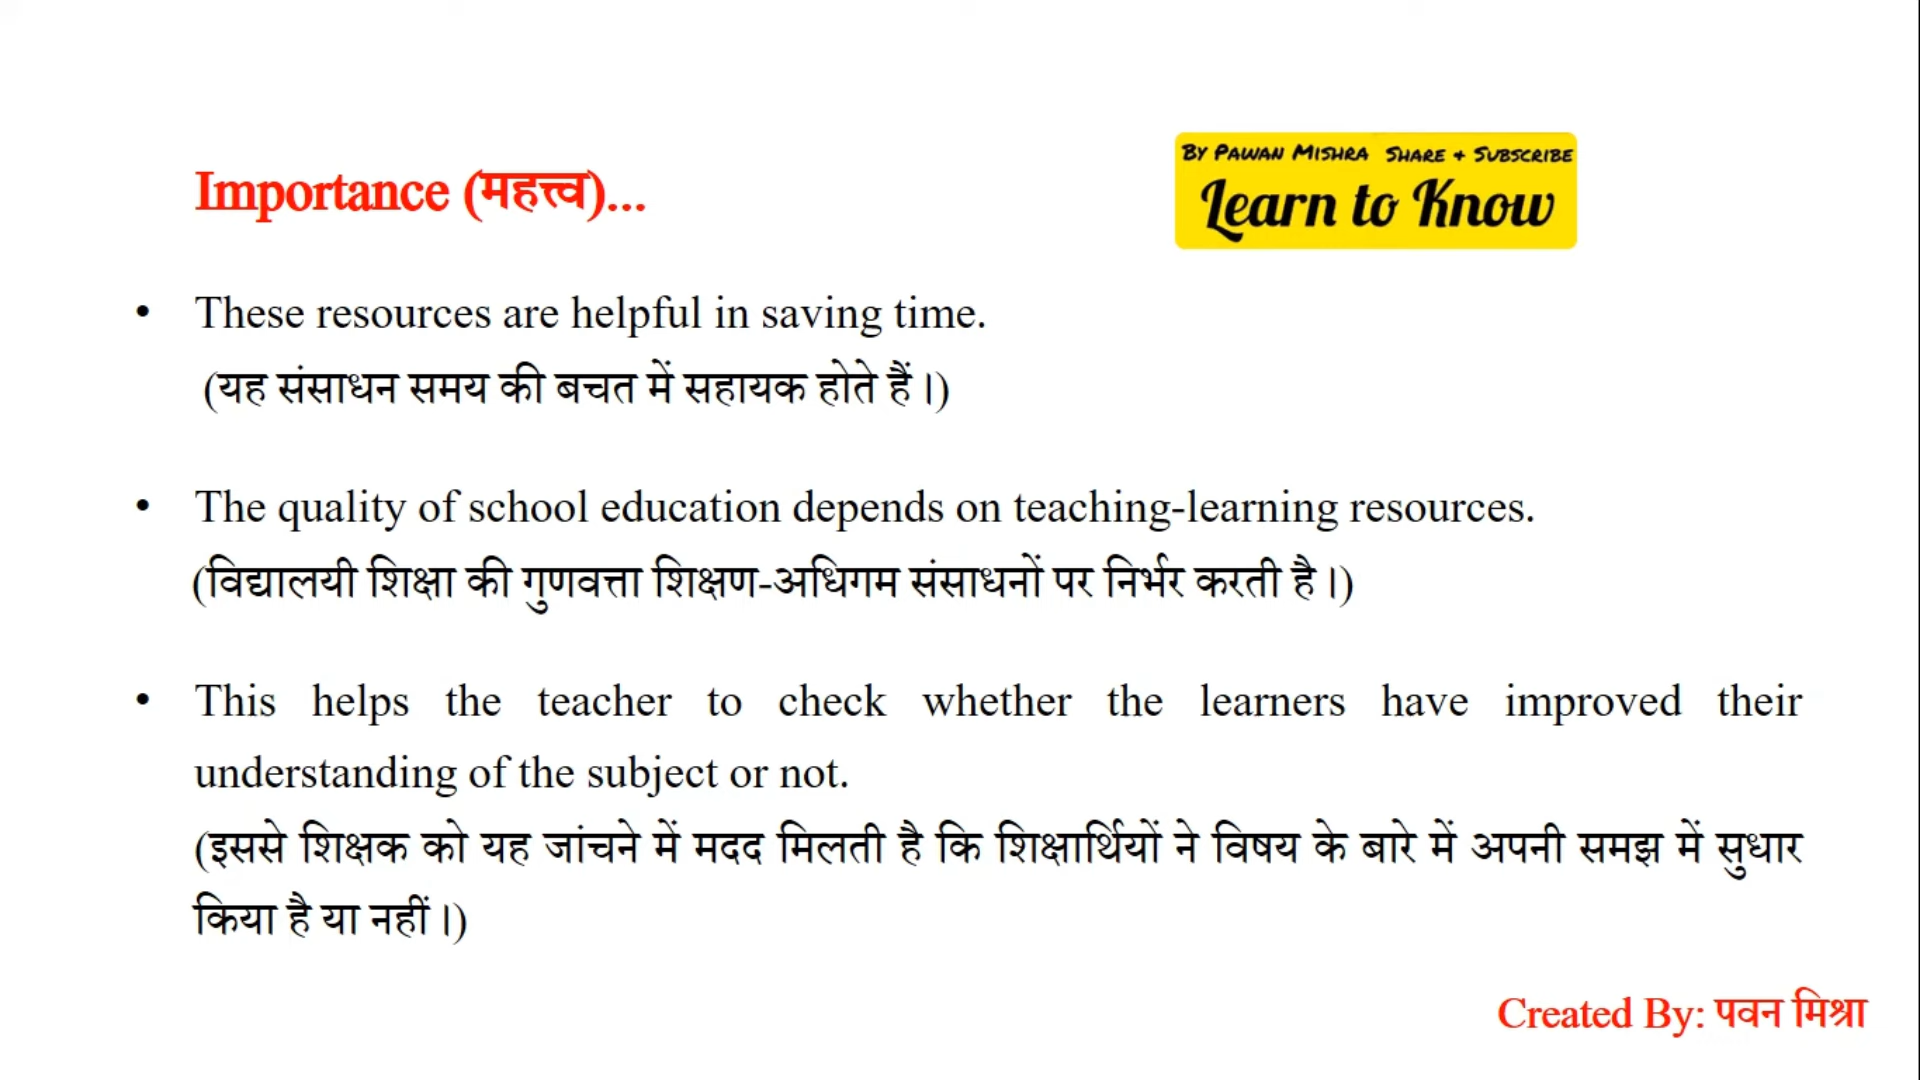 By Pawan Mishra Share & Subscribe
Learn to Know
Importance (महत्त्व)...
• These resources are helpful in saving time.
(यह संसाधन समय की बचत में सहायक होते हैं।)
• The quality of school education depends on teaching-learning resources.
(विद्यालयी शिक्षा की गुणवत्ता शिक्षण-अधिगम संसाधनों पर निर्भर करती है।)
• This helps the teacher to check whether the learners have improved their
understanding of the subject or not.
(इससे शिक्षक को यह जांचने में मदद मिलती है कि शिक्षार्थियों ने विषय के बारे में अपनी समझ में सुधार
किया है या नहीं।)
Created By: पवन मिश्रा